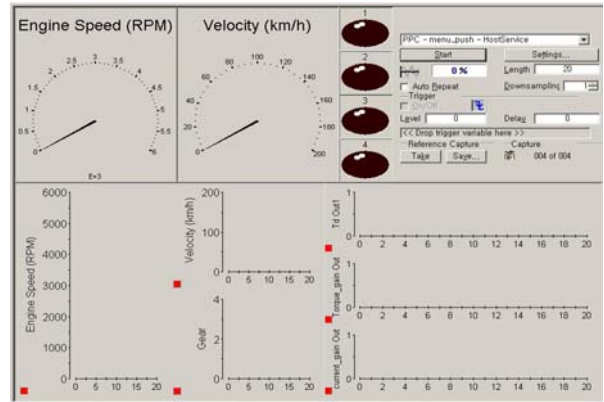 Engine Speed (RPM)
0
0.5
1
1.5
2
2.5
3
3.5
4
4.5
5
5.5
6
E+3
Velocity (km/h)
0
20
40
60
80
100
120
140
160
180
200
1
2
3
4
PPC - menu_push - HostService
Start
Settings...
0 %
Length
20
Auto Repeat
Downsampling
1
Trigger
On/Off
Level
0
Delay
0
<< Drop trigger variable here >>
Reference Capture
Capture
Take
Save...
004 of 004
Engine Speed (RPM)
6000
5000
4000
3000
2000
1000
0
0 5 10 15 20
Velocity (km/h)
200
100
0
0 5 10 15 20
Gear
4
2
0
0 5 10 15 20
Td Out1
1
0
0 2 4 6 8 10 12 14 16 18 20
Torque_gain Out
1
0
0 2 4 6 8 10 12 14 16 18 20
current_gain Out
1
0
0 2 4 6 8 10 12 14 16 18 20